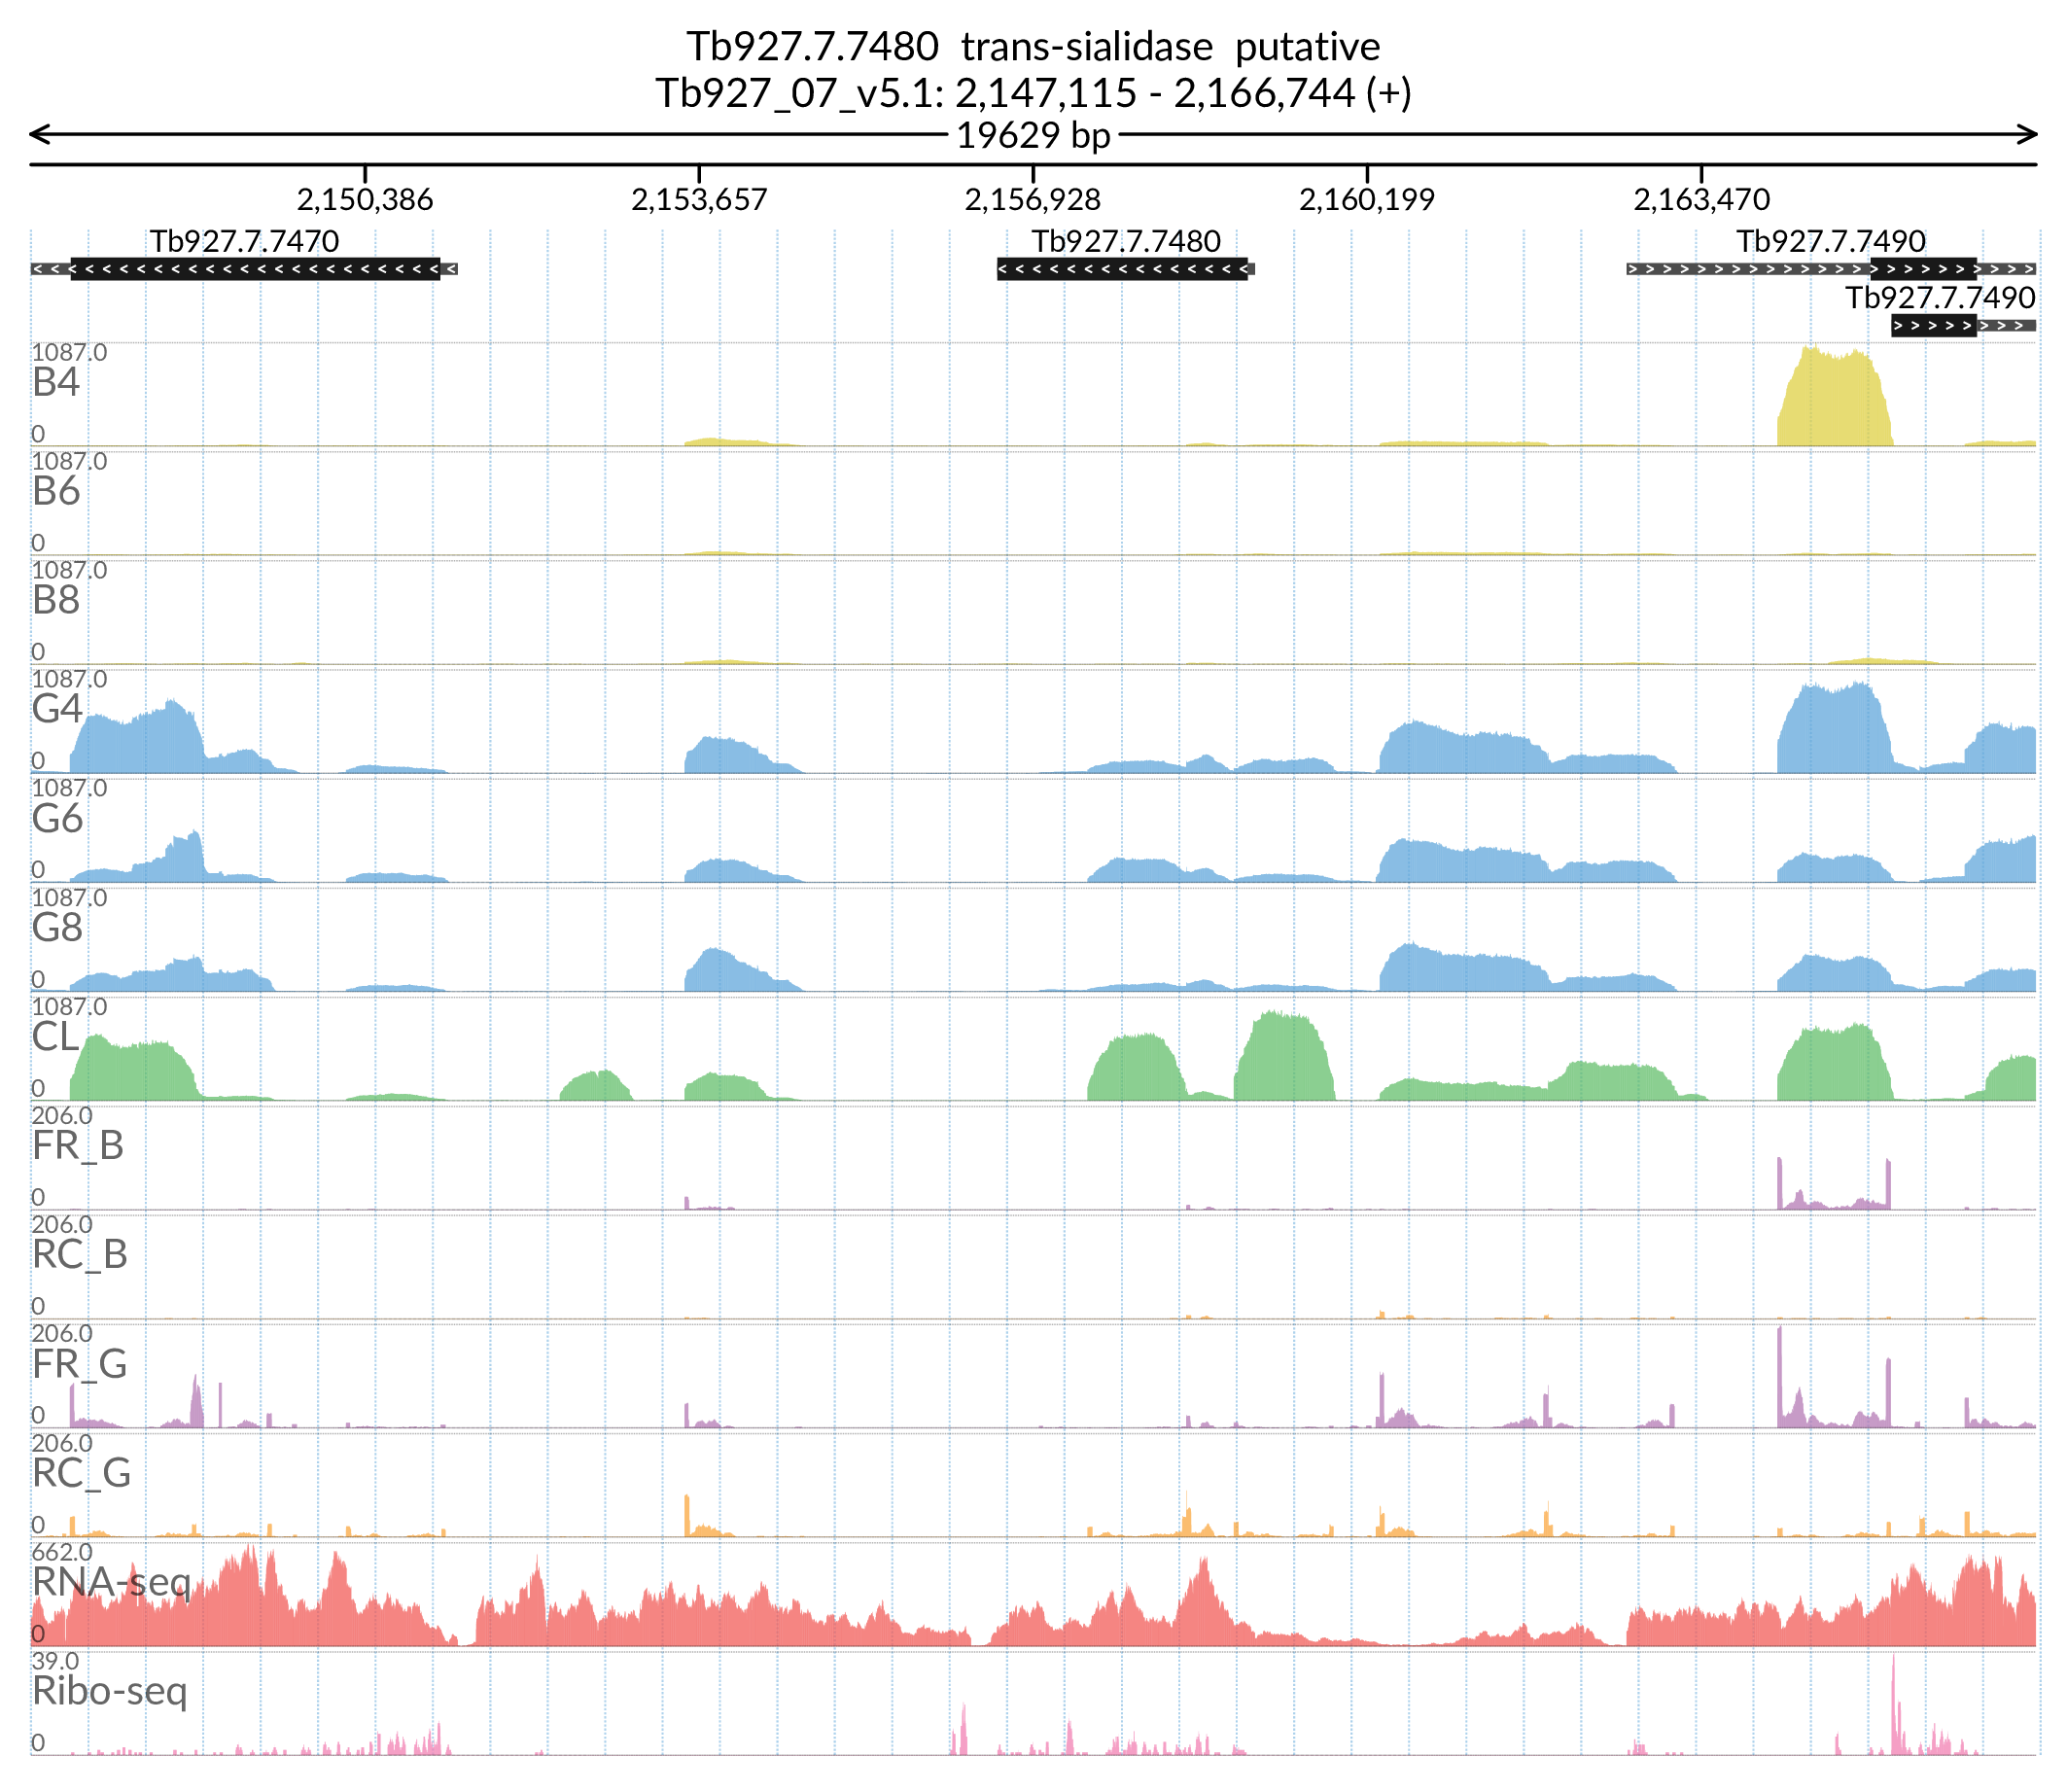 Tb927.7.7480 trans-sialidase putative
Tb927_07_v5.1: 2,147,115 - 2,166,744 (+)
19629 bp
2,150,386 2,153,657 2,156,928 2,160,199 2,163,470
Tb927.7.7470 Tb927.7.7480 Tb927.7.7490
Tb927.7.7490
1087.0
B4
0
1087.0
B6
0
1087.0
B8
0
1087.0
G4
0
1087.0
G6
0
1087.0
G8
0
1087.0
CL
0
206.0
FR_B
0
206.0
RC_B
0
206.0
FR_G
0
206.0
RC_G
0
662.0
RNA-seq
0
39.0
Ribo-seq
0